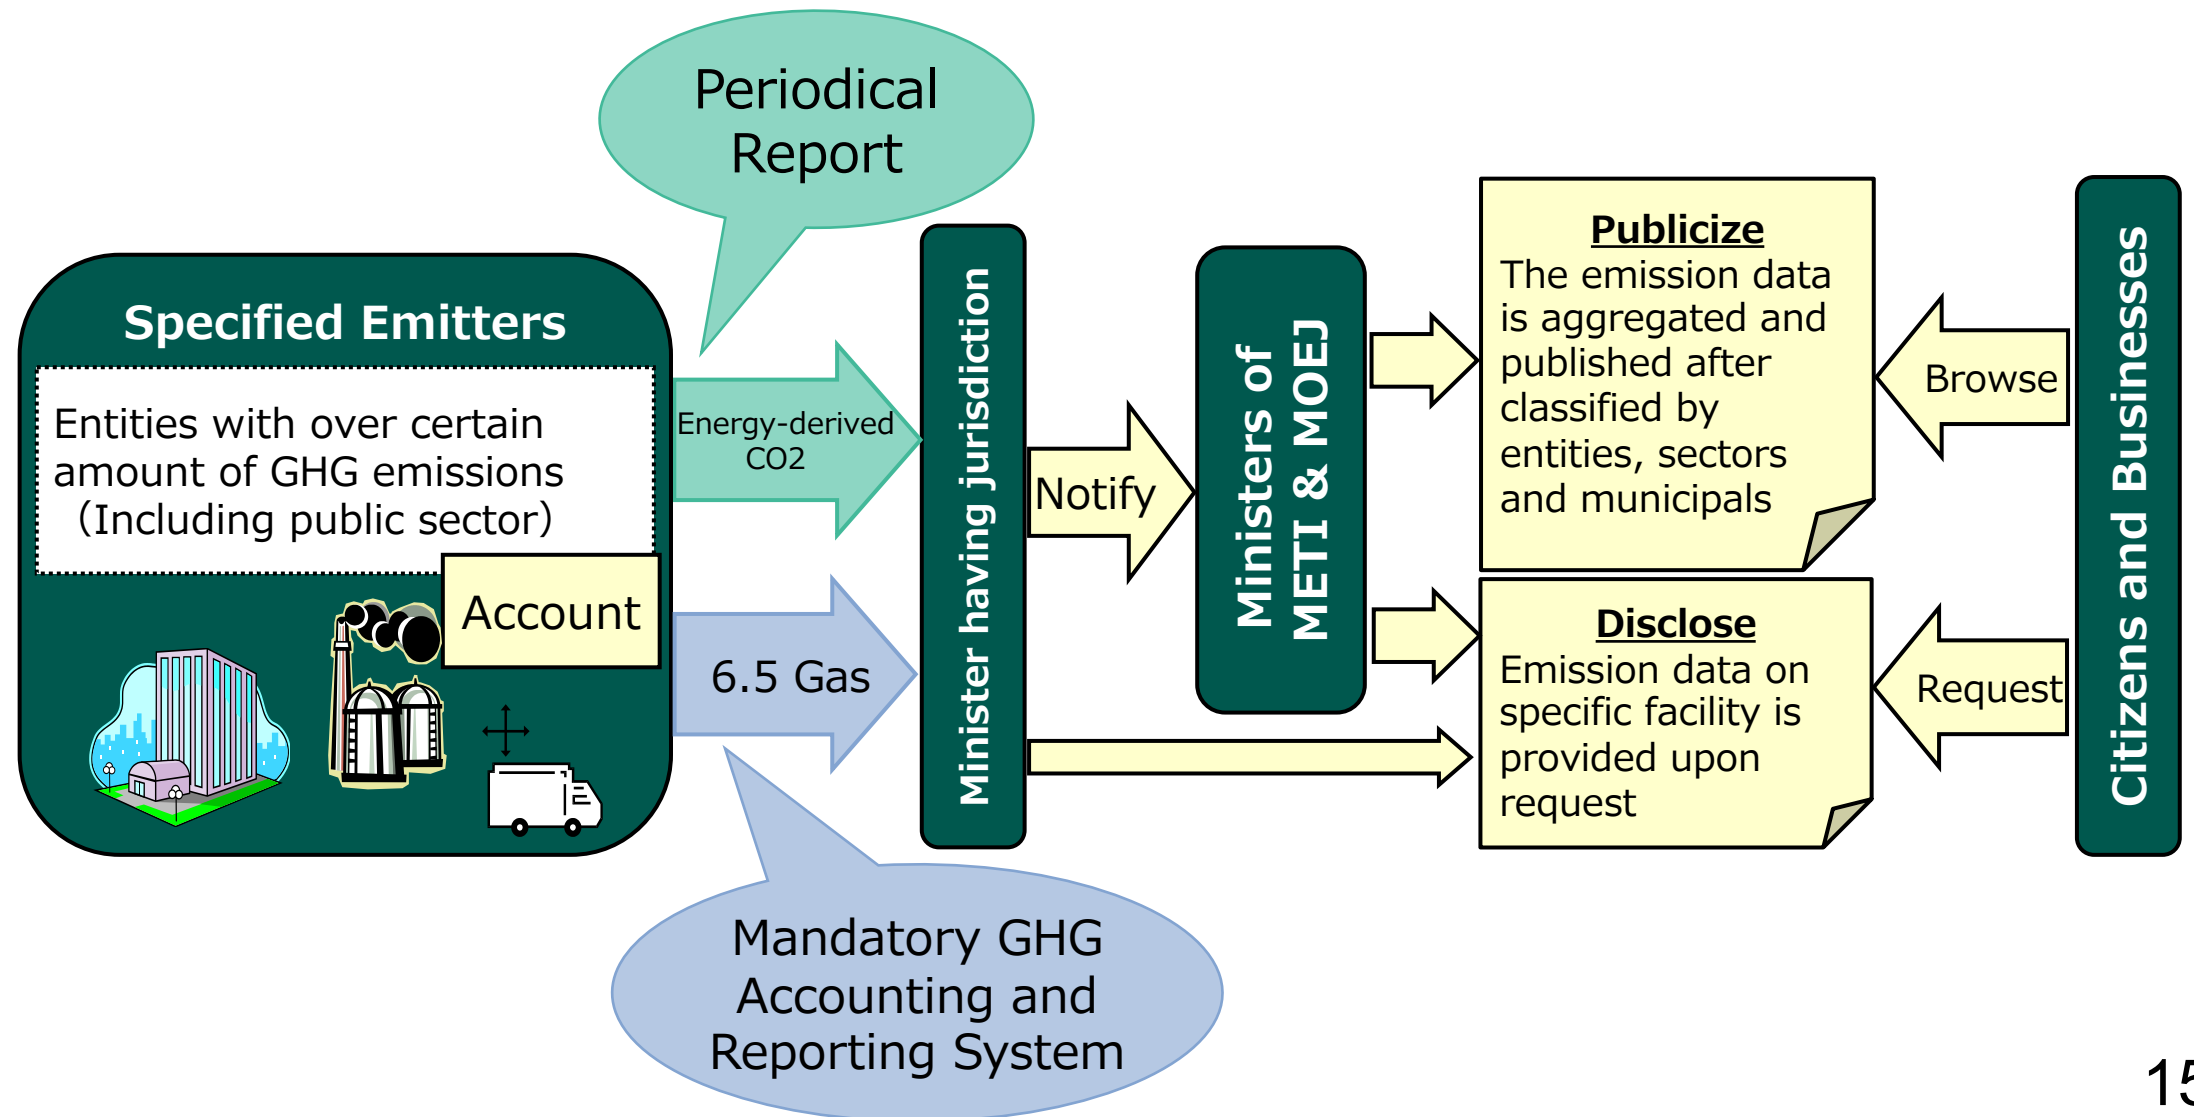 Periodical
Report
Specified Emitters
Entities with over certain
amount of GHG emissions
（Including public sector）
Account
Energy-derived
CO2
6.5 Gas
Mandatory GHG
Accounting and
Reporting System
Minister having jurisdiction
Notify
Ministers of
METI & MOEJ
Publicize
The emission data
is aggregated and
published after
classified by
entities, sectors
and municipals
Disclose
Emission data on
specific facility is
provided upon
request
Browse
Request
Citizens and Businesses
15